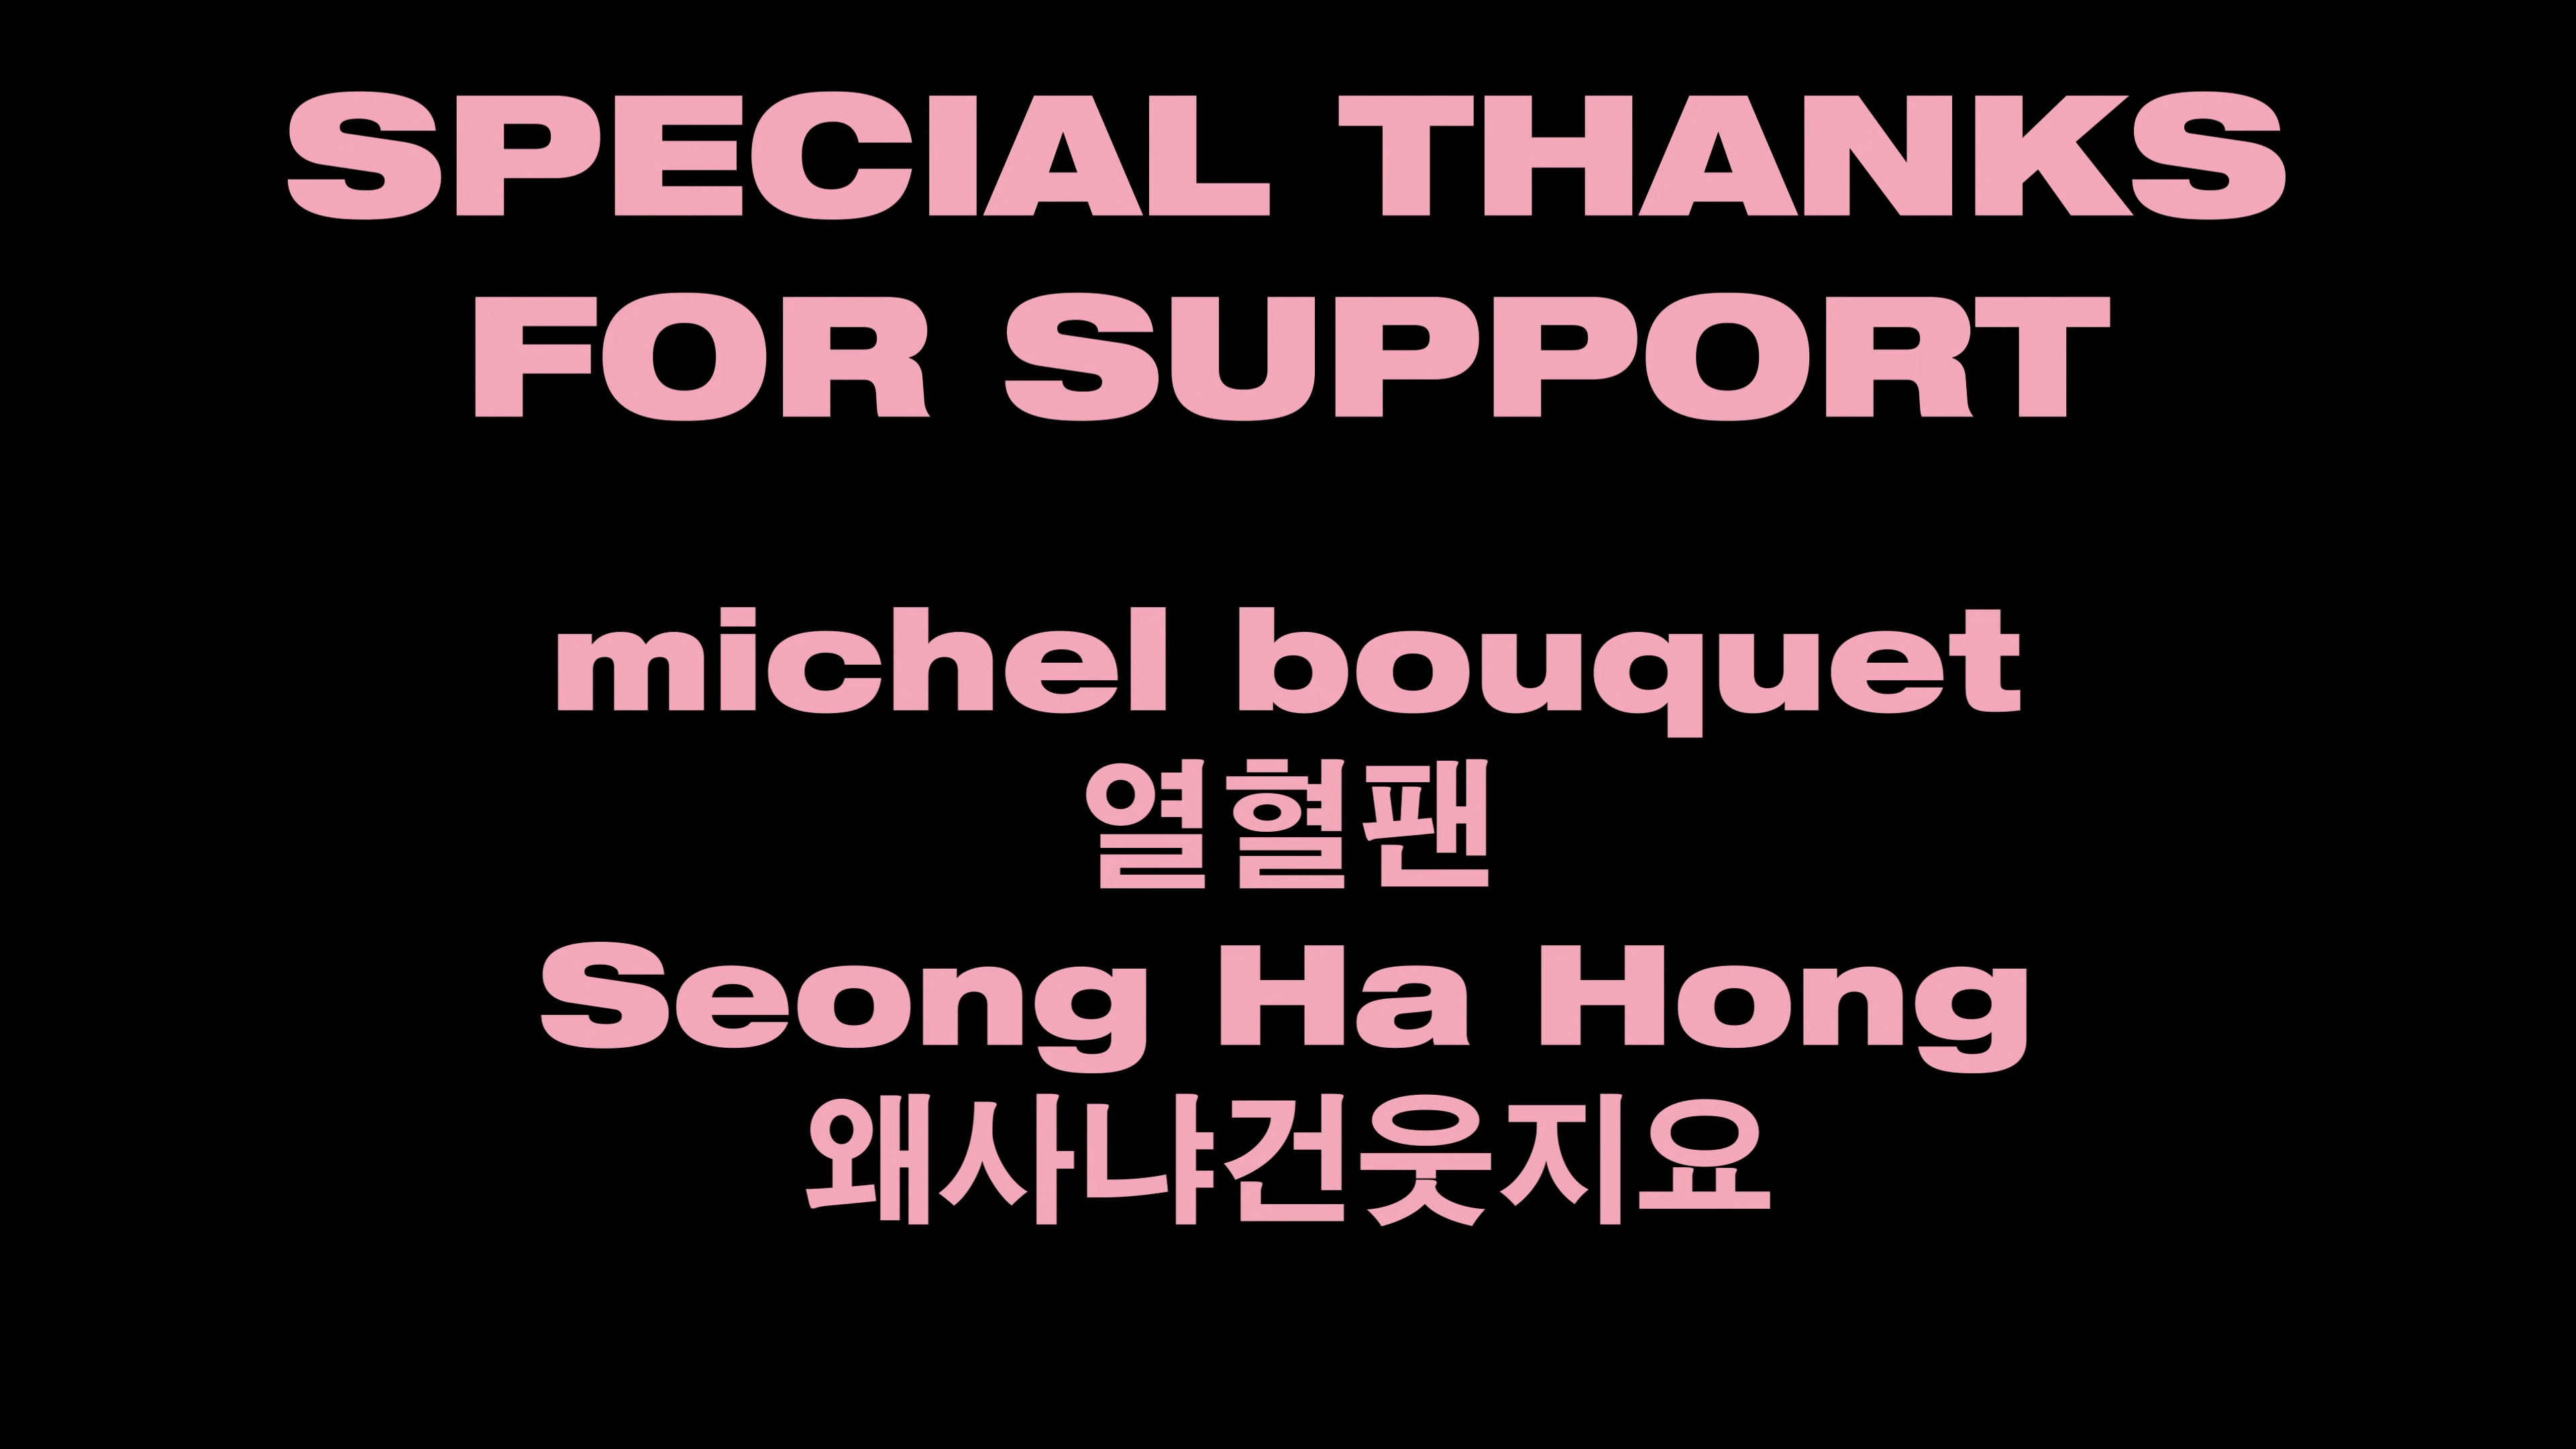 SPECIAL THANKS
FOR SUPPORT
michel bouquet
열혈팬
Seong Ha Hong
왜사냐건웃지요